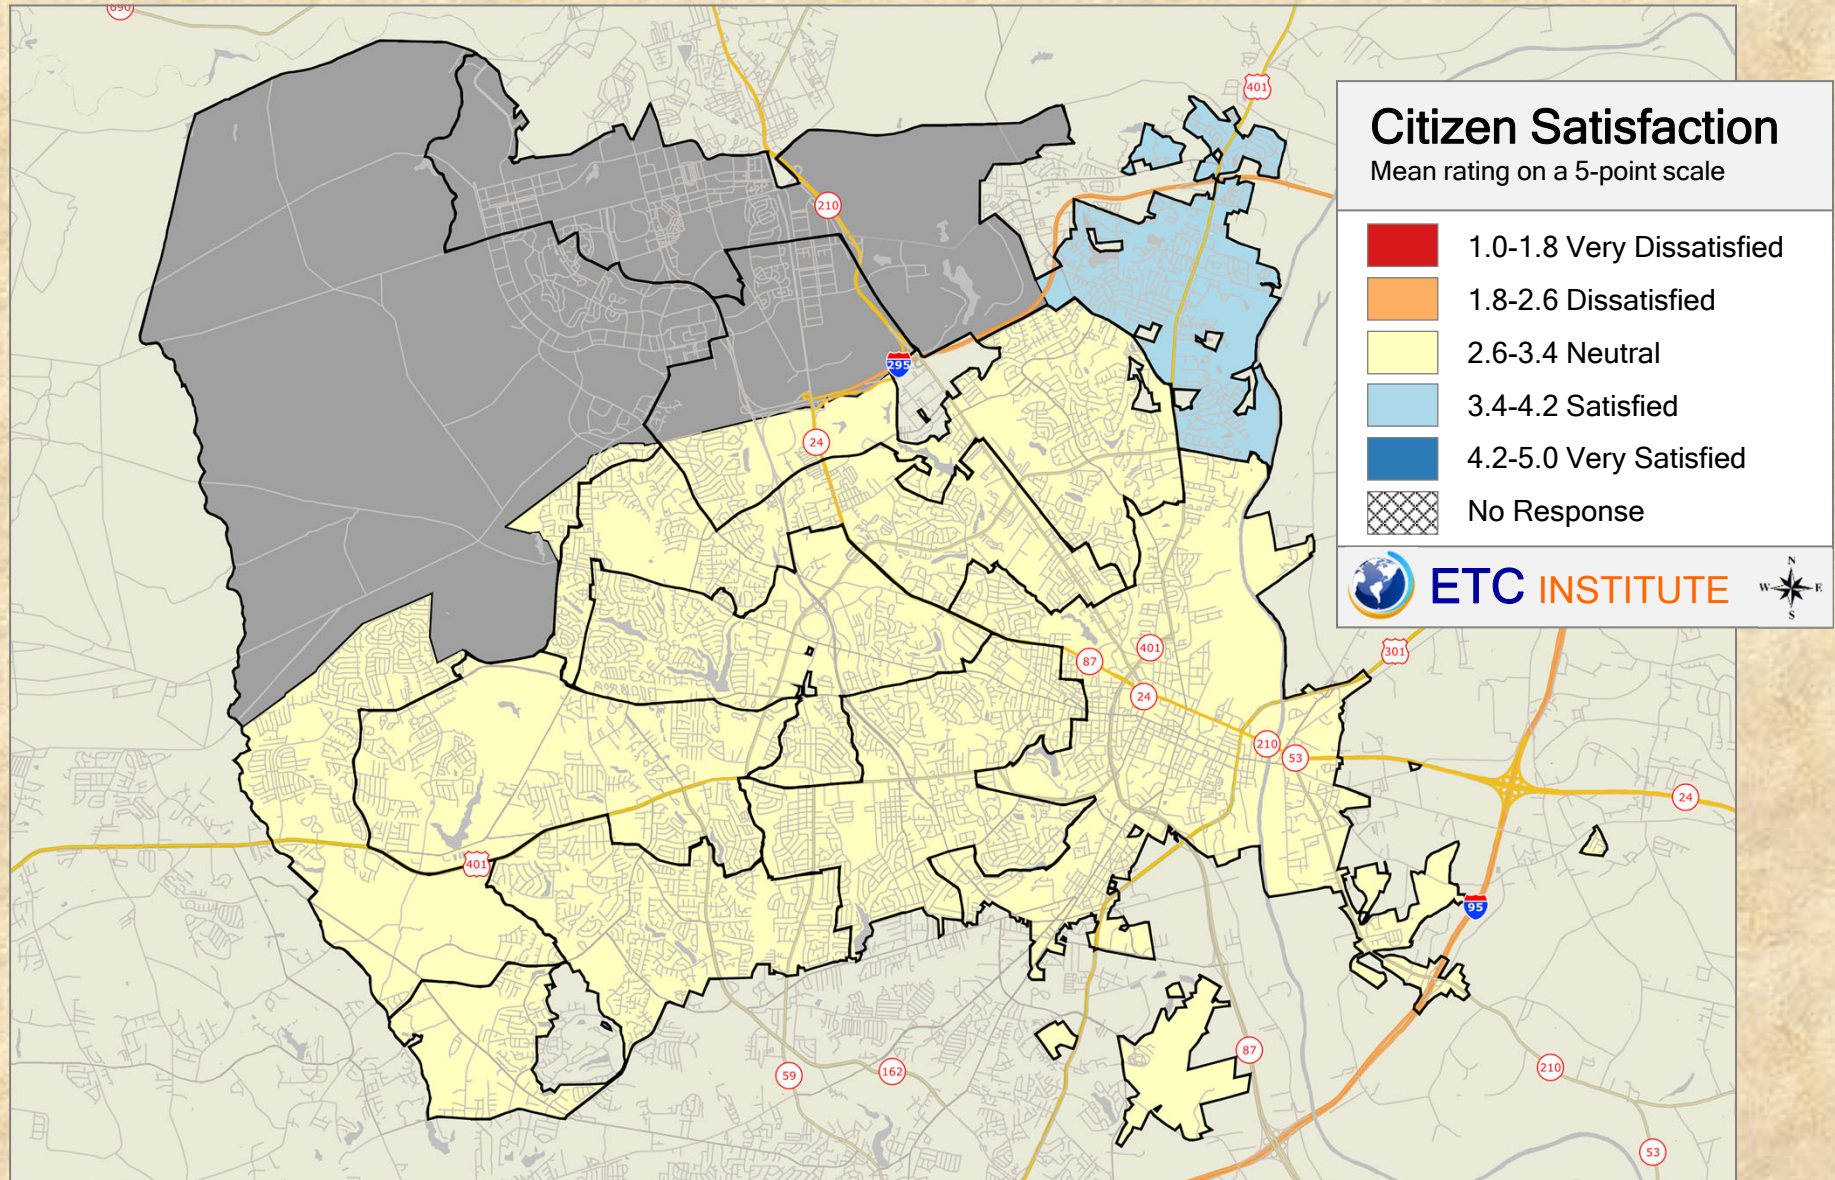 690
401
Citizen Satisfaction
Mean rating on a 5-point scale
210
1.0-1.8 Very Dissatisfied
1.8-2.6 Dissatisfied
2.6-3.4 Neutral
295
3.4-4.2 Satisfied
24
4.2-5.0 Very Satisfied
No Response
ETC INSTITUTE
N
W E
S
87
401
301
24
210
53
24
401
95
87
59
162
210
53